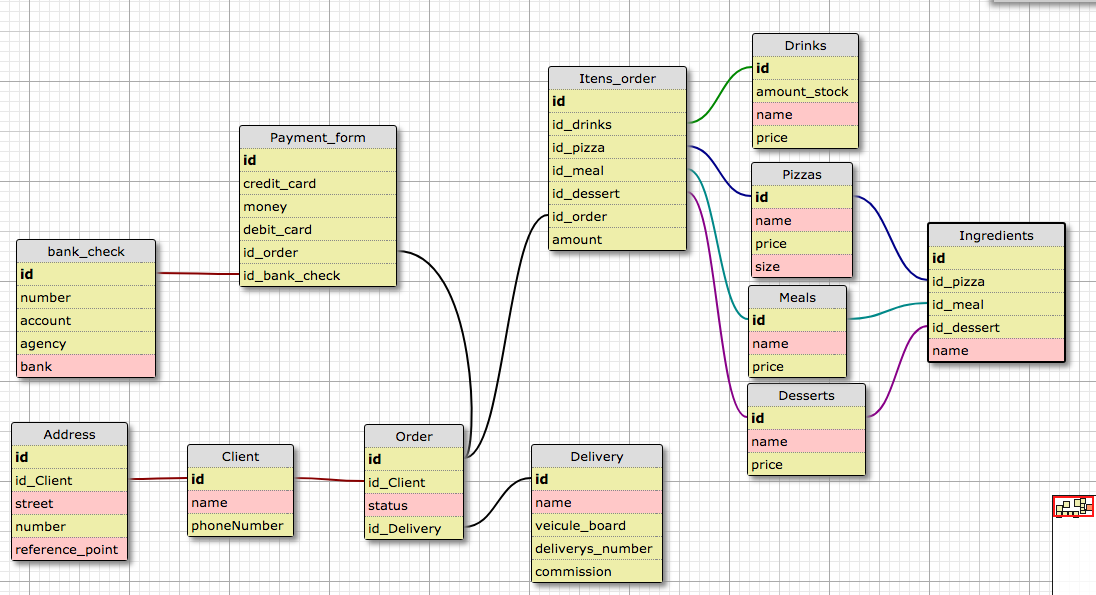 Drinks
id
amount_stock
name
price
Itens_order
id
id_drinks
id_pizza
id_meal
id_dessert
id_order
amount
Payment_form
id
credit_card
money
debit_card
id_order
id_bank_check
Pizzas
id
name
price
size
Ingredients
id
id_pizza
id_meal
id_dessert
name
bank_check
id
number
account
agency
bank
Meals
id
name
price
Desserts
id
name
price
Address
id
id_Client
street
number
reference_point
Client
id
name
phoneNumber
Order
id
id_Client
status
id_Delivery
Delivery
id
name
veicule_board
deliverys_number
commission